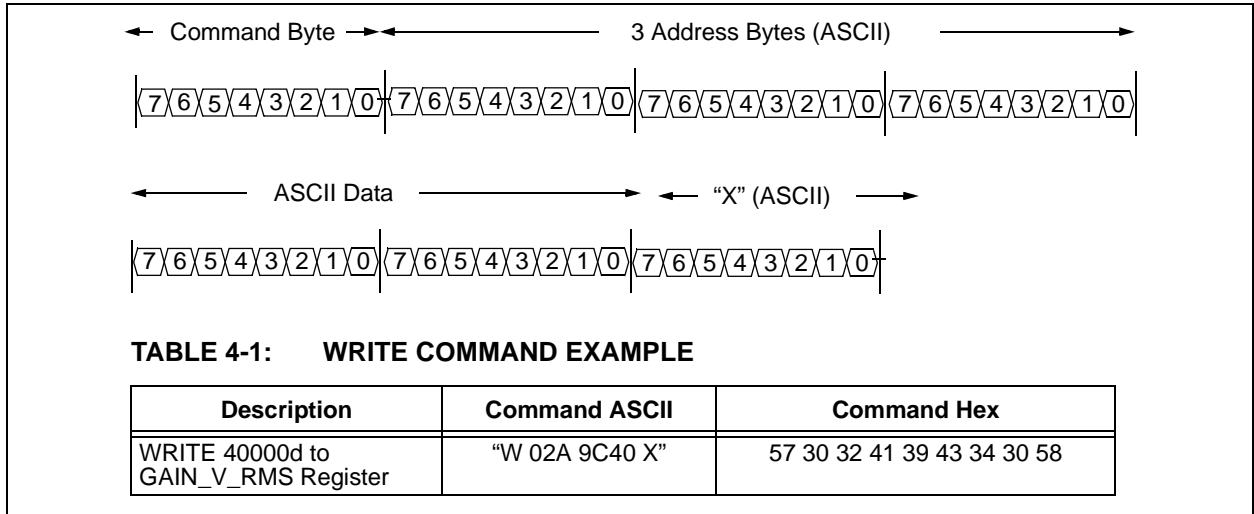 Command Byte 3 Address Bytes (ASCII)
7 6 5 4 3 2 1 0 7 6 5 4 3 2 1 0 7 6 5 4 3 2 1 0 7 6 5 4 3 2 1 0
ASCII Data “X” (ASCII)
7 6 5 4 3 2 1 0 7 6 5 4 3 2 1 0 7 6 5 4 3 2 1 0
TABLE 4-1: WRITE COMMAND EXAMPLE
Description Command ASCII Command Hex
WRITE 40000d to “W 02A 9C40 X” 57 30 32 41 39 43 34 30 58
GAIN_V_RMS Register